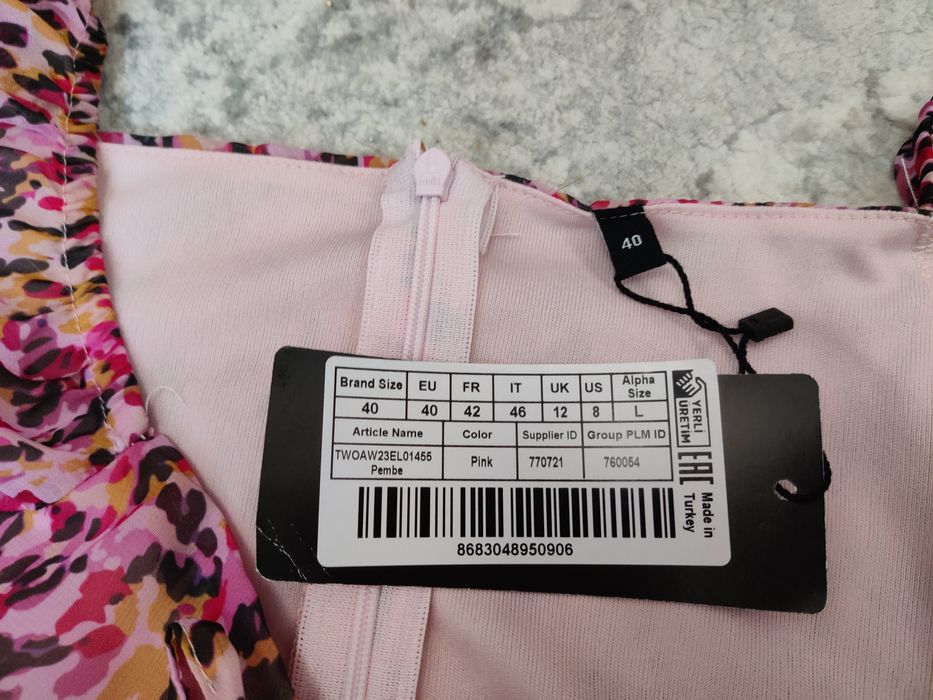 40
Brand Size EU FR IT UK US Alpha Size
40 40 42 46 12 8 L
Article Name Color Supplier ID Group PLM ID
TWOAW23EL01455 Pembe Pink 770721 760054
8683048950906
YERLİ ÜRETİM
EAC
Made in Turkey